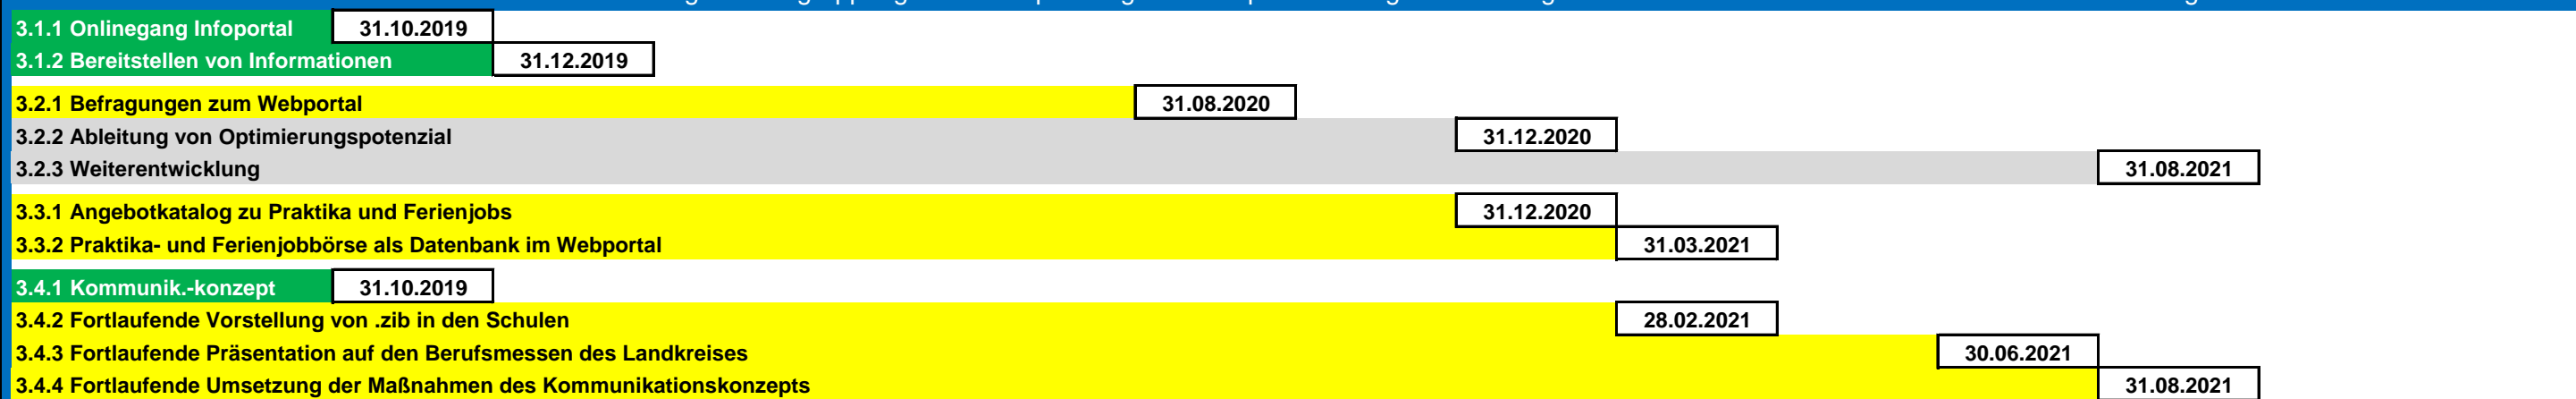 3.1.1 Onlinegang Infoportal 31.10.2019
3.1.2 Bereitstellen von Informationen 31.12.2019
3.2.1 Befragungen zum Webportal 31.08.2020
3.2.2 Ableitung von Optimierungspotenzial 31.12.2020
3.2.3 Weiterentwicklung 31.08.2021
3.3.1 Angebotkatalog zu Praktika und Ferienjobs 31.12.2020
3.3.2 Praktika- und Ferienjobbörse als Datenbank im Webportal 31.03.2021
3.4.1 Kommunik.-konzept 31.10.2019
3.4.2 Fortlaufende Vorstellung von .zib in den Schulen 28.02.2021
3.4.3 Fortlaufende Präsentation auf den Berufsmessen des Landkreises 30.06.2021
3.4.4 Fortlaufende Umsetzung der Maßnahmen des Kommunikationskonzepts 31.08.2021